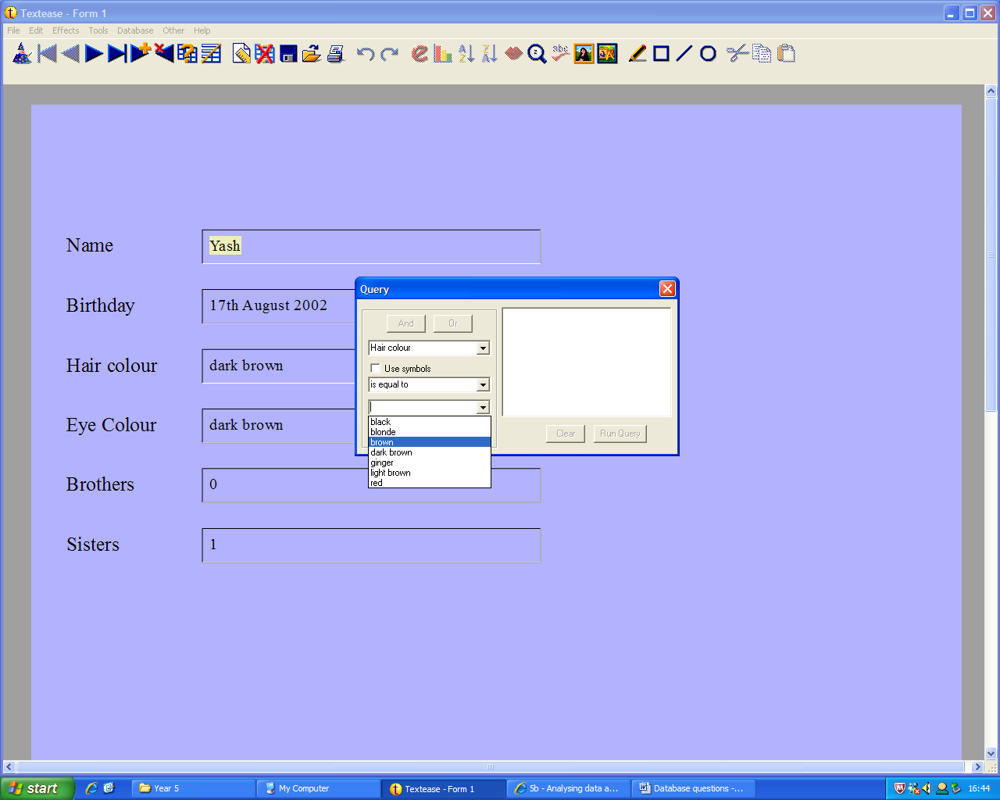 Textease - Form 1
File Edit Effects Tools Database Other Help
Name
Yash
Birthday
17th August 2002
Hair colour
dark brown
Eye Colour
dark brown
Brothers
0
Sisters
1
Query
And Or
Hair colour
Use symbols
is equal to
black
blonde
brown
dark brown
ginger
light brown
red
Clear Run Query
start
Year 5
My Computer
Textease - Form 1
5b - Analysing data a...
Database questions -...
16:44